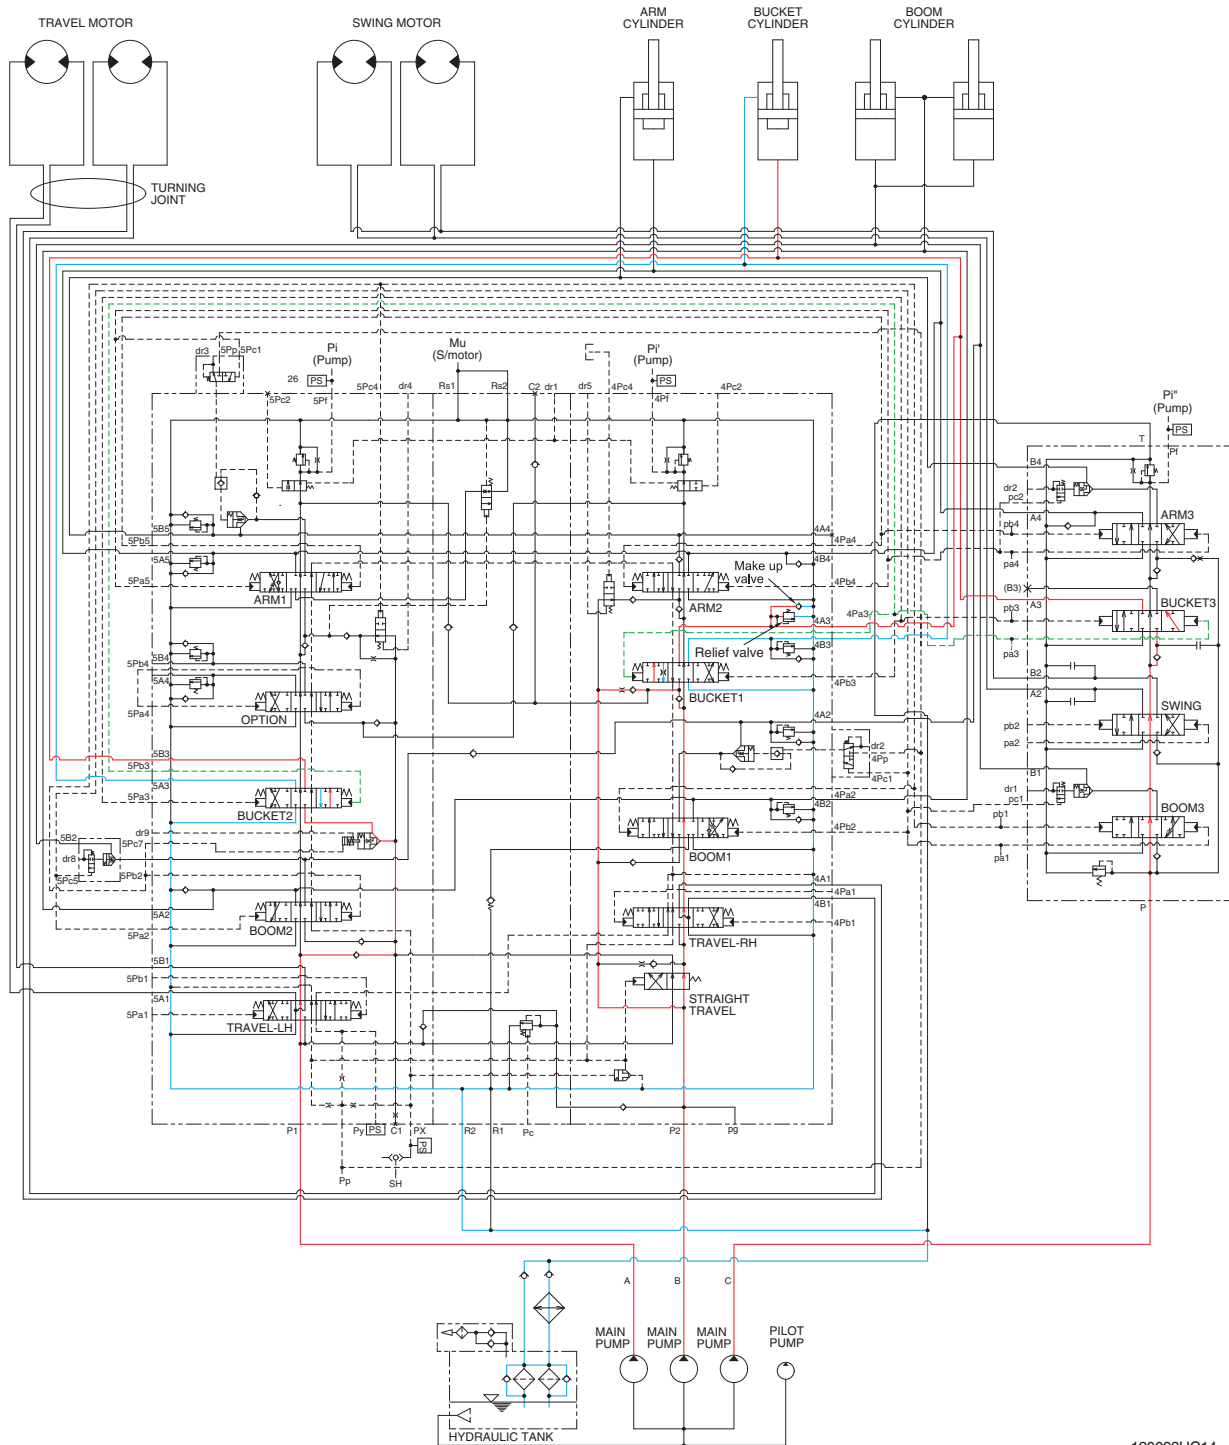 TRAVEL MOTOR
SWING MOTOR
ARM
CYLINDER
BUCKET
CYLINDER
BOOM
CYLINDER
TURNING
JOINT
dr3
5Pp
5Pc1
Pi
(Pump)
26
PS
5Pc2
5Pf
5Pc4
dr4
Mu
(S/motor)
Rs1
Rs2
C2
dr1
dr5
4Pc4
Pi'
(Pump)
PS
4Pf
4Pc2
Pi"
(Pump)
PS
T
Pf
B4
dr2
pc2
A4
ARM3
pb4
pa4
(B3)
A3
BUCKET3
pb3
pa3
B2
A2
SWING
pb2
pa2
B1
dr1
pc1
BOOM3
pb1
pa1
P
5B5
5Pb5
5A5
5Pa5
ARM1
5B4
5Pb4
5A4
5Pa4
OPTION
5B3
5Pb3
5A3
5Pa3
BUCKET2
dr9
5B2
5Pc7
dr8
5Pc5
5Pb2
5A2
5Pa2
BOOM2
5B1
5Pb1
5A1
5Pa1
TRAVEL-LH
4A4
4Pa4
4B4
4Pb4
ARM2
Make up
valve
4Pa3
4A3
4B3
Relief valve
4Pb3
BUCKET1
4A2
dr2
4Pp
4Pc1
4Pa2
4B2
4Pb2
BOOM1
4A1
4Pa1
4B1
4Pb1
TRAVEL-RH
STRAIGHT
TRAVEL
P1
Py
PS
C1
PX
PS
R2
R1
Pc
P2
pg
Pp
SH
A
B
C
MAIN
PUMP
MAIN
PUMP
MAIN
PUMP
PILOT
PUMP
HYDRAULIC TANK